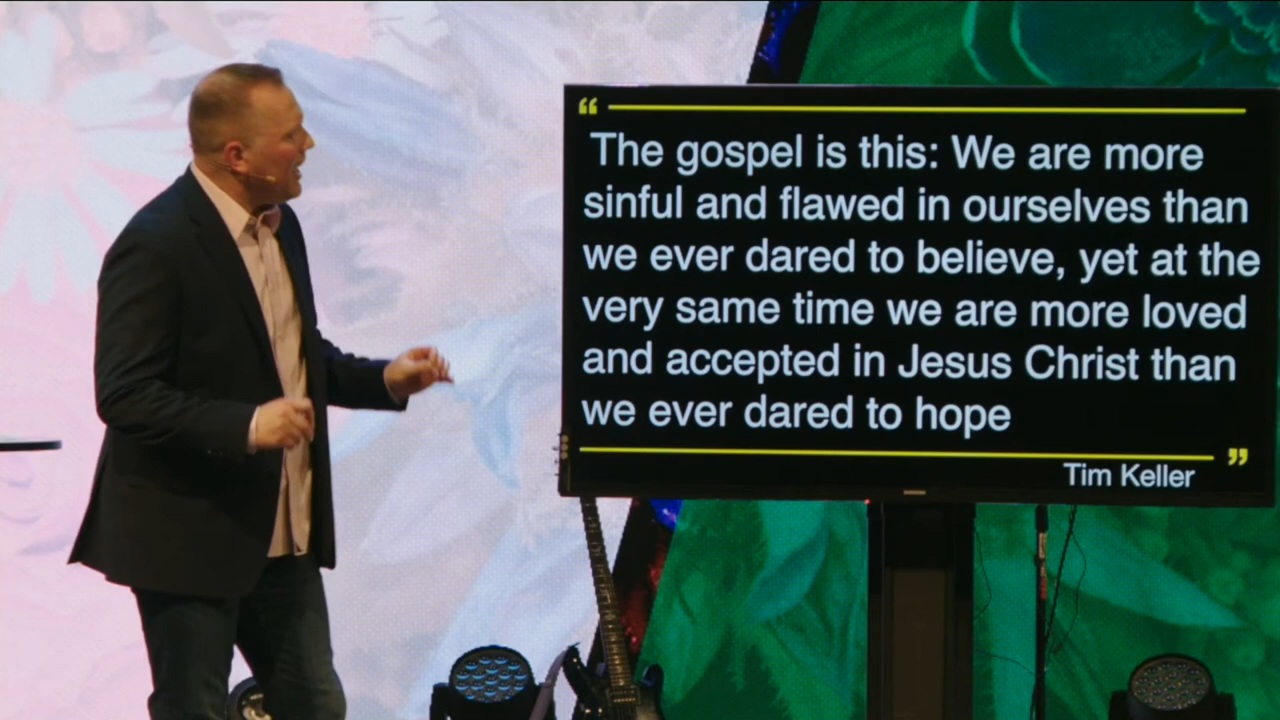 “
The gospel is this: We are more
sinful and flawed in ourselves than
we ever dared to believe, yet at the
very same time we are more loved
and accepted in Jesus Christ than
we ever dared to hope
”
Tim Keller